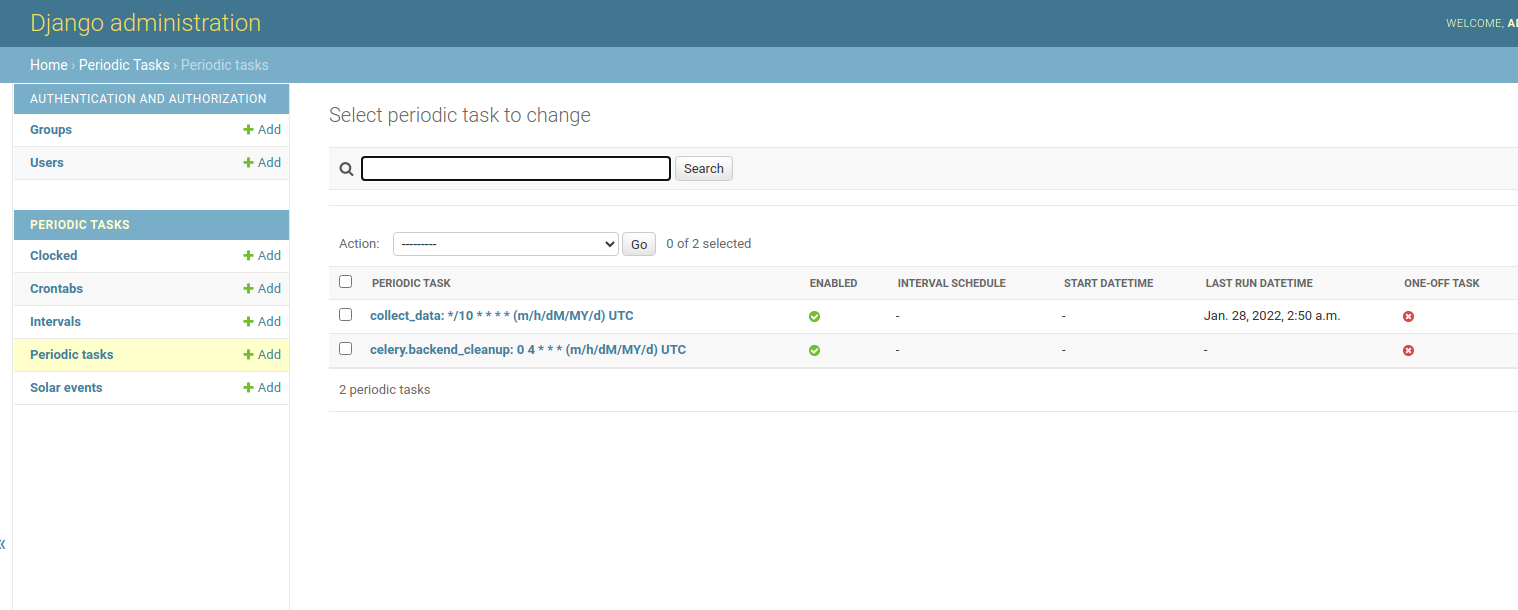 Django administration
WELCOME,
Home › Periodic Tasks › Periodic tasks
AUTHENTICATION AND AUTHORIZATION
Groups Add
Users Add
PERIODIC TASKS
Clocked Add
Crontabs Add
Intervals Add
Periodic tasks Add
Solar events Add
«
Select periodic task to change
Search
Action: --------- Go 0 of 2 selected
PERIODIC TASK ENABLED INTERVAL SCHEDULE START DATETIME LAST RUN DATETIME ONE-OFF TASK
collect_data: */10 * * * * (m/h/dM/MY/d) UTC - - Jan. 28, 2022, 2:50 a.m.
celery.backend_cleanup: 0 4 * * * (m/h/dM/MY/d) UTC - - -
2 periodic tasks